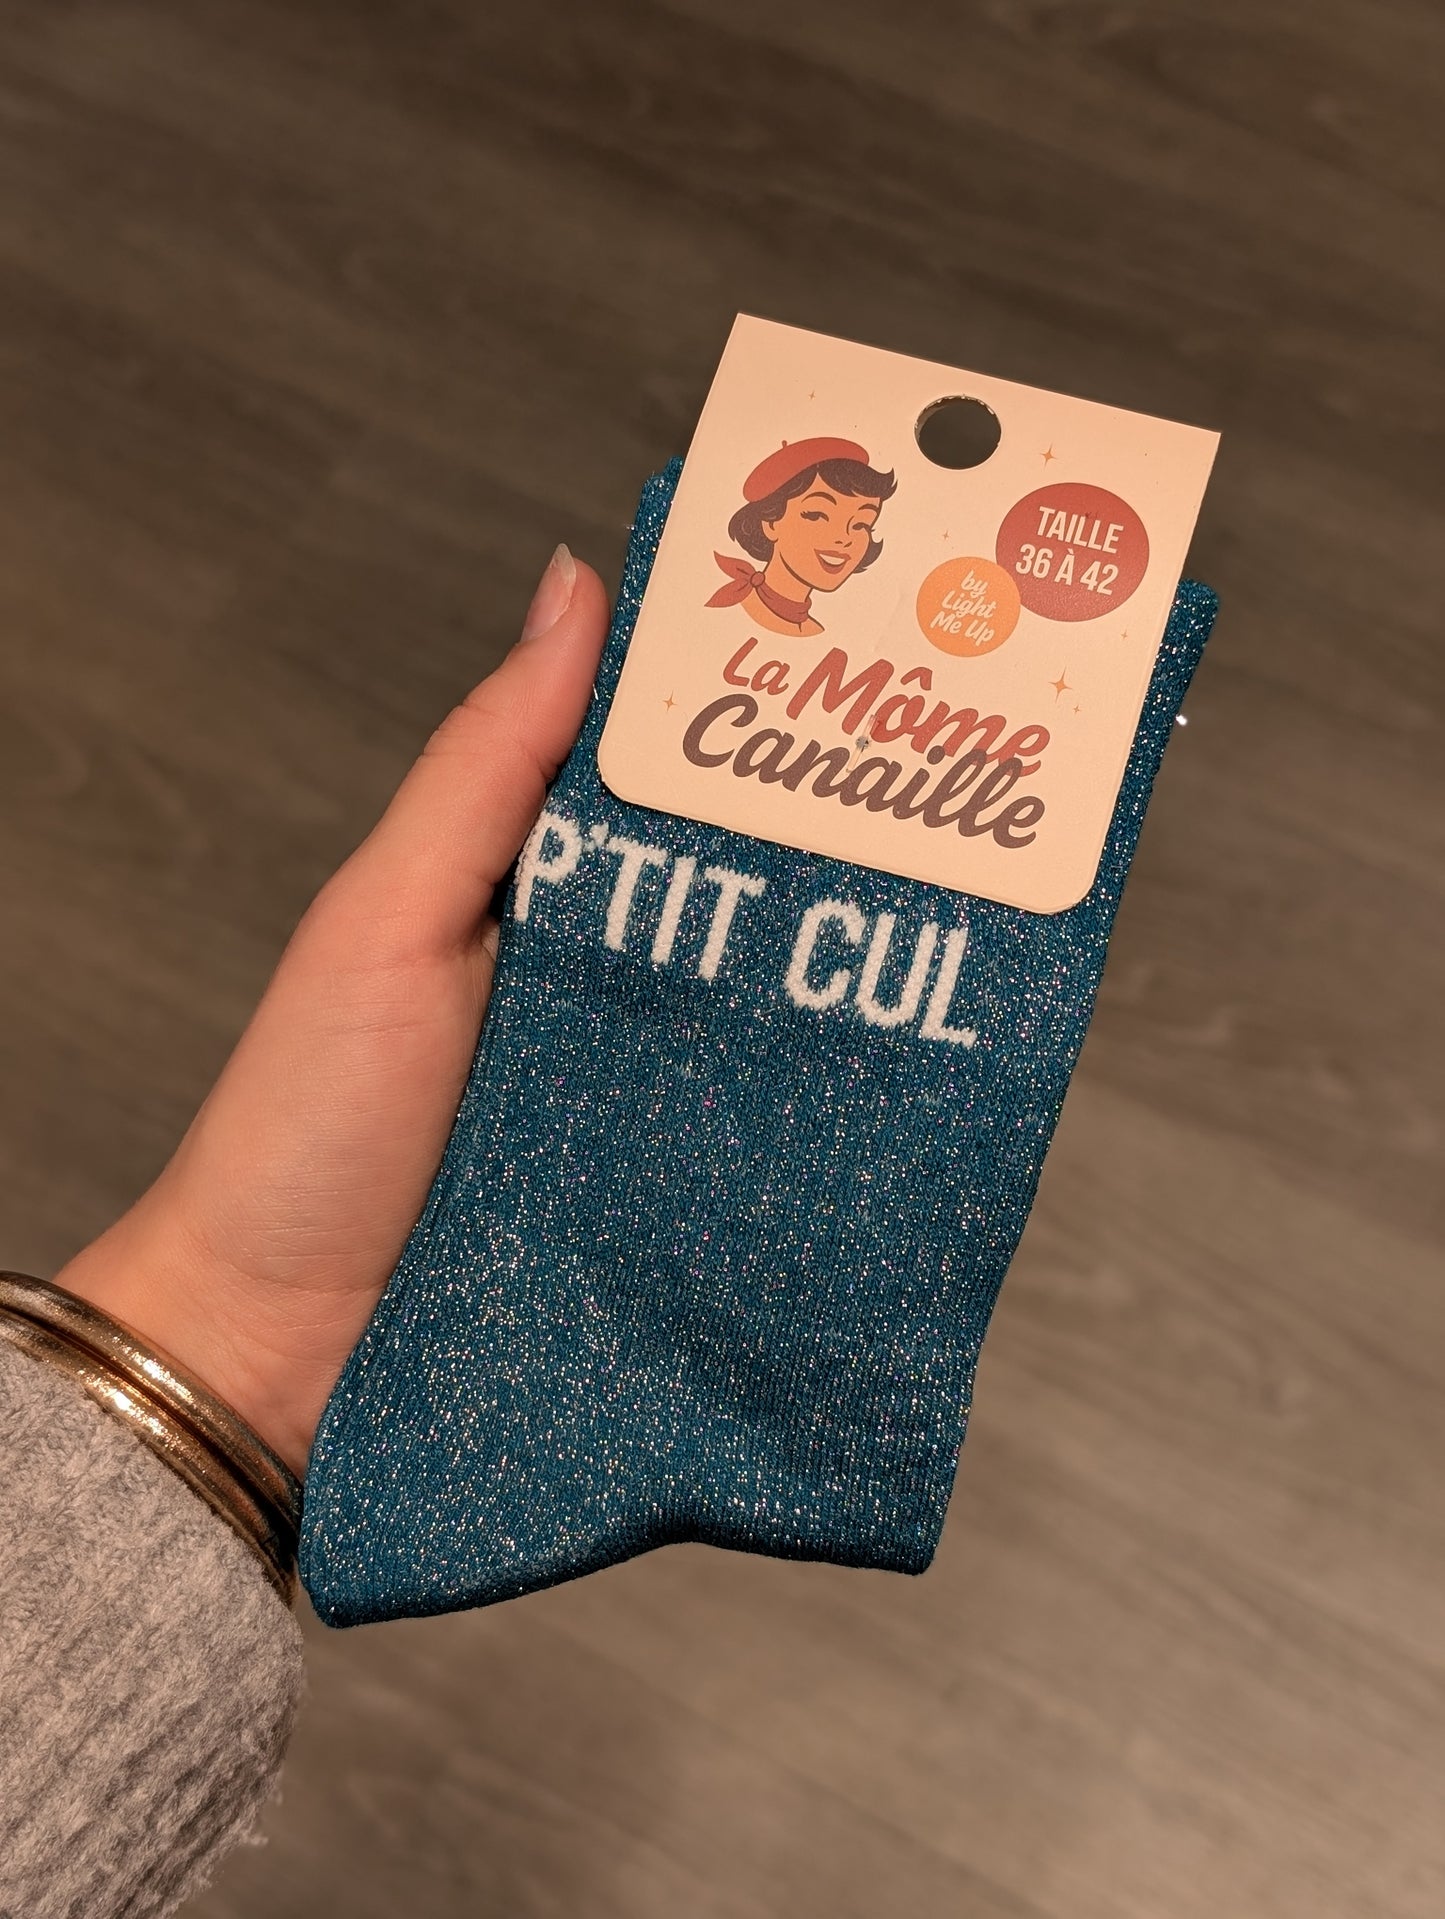 TAILLE
36 À 42
by
Light
Me Up
La Môme
Canaille
P'TIT CUL